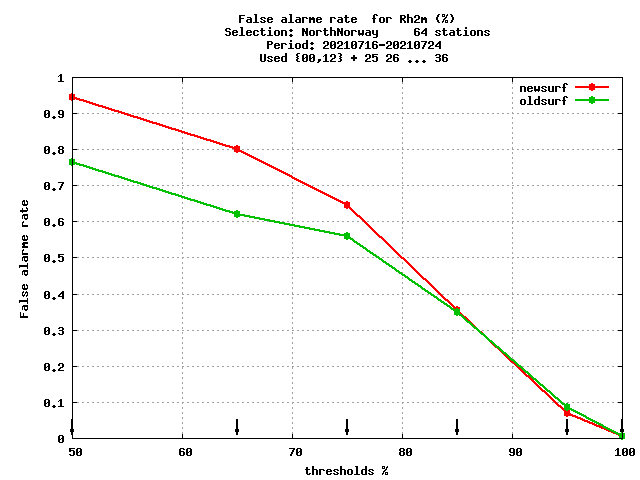 False alarme rate  for Rh2m (%)
Selection: NorthNorway     64 stations
Period: 20210716-20210724
Used {00,12} + 25 26 ... 36
newsurf
oldsurf
1
0.9
0.8
0.7
0.6
0.5
0.4
0.3
0.2
0.1
0
False alarme rate
50 60 70 80 90 100
thresholds %